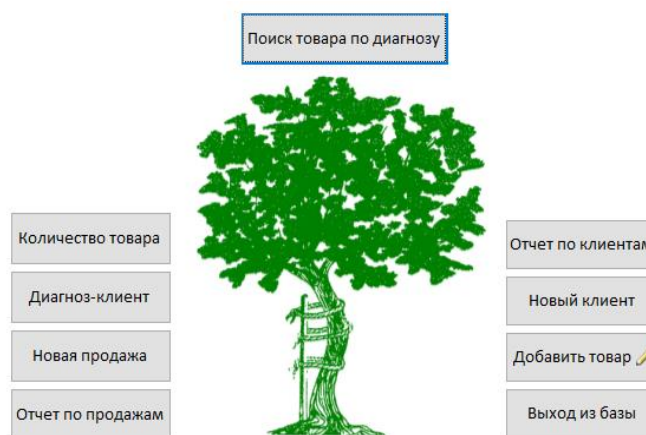 Поиск товара по диагнозу
Количество товара
Диагноз-клиент
Новая продажа
Отчет по продажам
Отчет по клиентам
Новый клиент
Добавить товар
Выход из базы